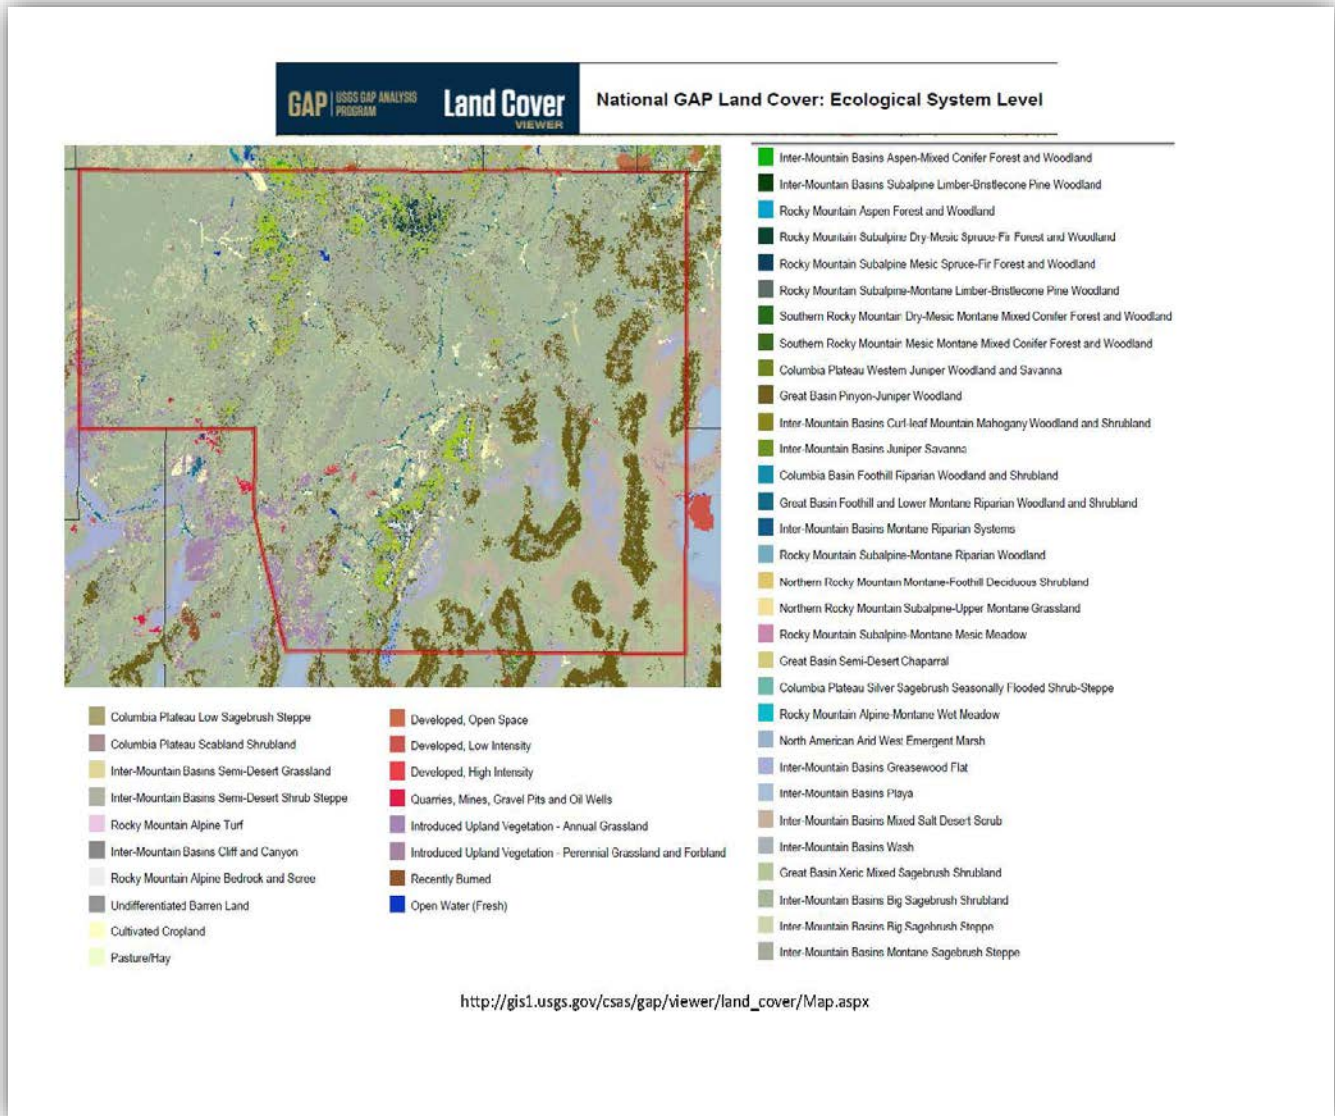 GAP USGS GAP ANALYSIS
PROGRAM
Land Cover
VIEWER
National GAP Land Cover: Ecological System Level
Inter-Mountain Basins Aspen-Mixed Conifer Forest and Woodland
Inter-Mountain Basins Subalpine Limber-Bristlecone Pine Woodland
Rocky Mountain Aspen Forest and Woodland
Rocky Mountain Subalpine Dry-Mesic Spruce-Fir Forest and Woodland
Rocky Mountain Subalpine Mesic Spruce-Fir Forest and Woodland
Rocky Mountain Subalpine-Montane Limber-Bristlecone Pine Woodland
Southern Rocky Mountain Dry-Mesic Montane Mixed Conifer Forest and Woodland
Southern Rocky Mountain Mesic Montane Mixed Conifer Forest and Woodland
Columbia Plateau Western Juniper Woodland and Savanna
Great Basin Pinyon-Juniper Woodland
Inter-Mountain Basins Curl-leaf Mountain Mahogany Woodland and Shrubland
Inter-Mountain Basins Juniper Savanna
Columbia Basin Foothill Riparian Woodland and Shrubland
Great Basin Foothill and Lower Montane Riparian Woodland and Shrubland
Inter-Mountain Basins Montane Riparian Systems
Rocky Mountain Subalpine-Montane Riparian Woodland
Northern Rocky Mountain Montane-Foothill Deciduous Shrubland
Northern Rocky Mountain Subalpine-Upper Montane Grassland
Rocky Mountain Subalpine-Montane Mesic Meadow
Great Basin Semi-Desert Chaparral
Columbia Plateau Silver Sagebrush Seasonally Flooded Shrub-Steppe
Rocky Mountain Alpine-Montane Wet Meadow
North American Arid West Emergent Marsh
Inter-Mountain Basins Greasewood Flat
Inter-Mountain Basins Playa
Inter-Mountain Basins Mixed Salt Desert Scrub
Inter-Mountain Basins Wash
Great Basin Xeric Mixed Sagebrush Shrubland
Inter-Mountain Basins Big Sagebrush Shrubland
Inter-Mountain Basins Big Sagebrush Steppe
Inter-Mountain Basins Montane Sagebrush Steppe
Columbia Plateau Low Sagebrush Steppe
Columbia Plateau Scabland Shrubland
Inter-Mountain Basins Semi-Desert Grassland
Inter-Mountain Basins Semi-Desert Shrub Steppe
Rocky Mountain Alpine Turf
Inter-Mountain Basins Cliff and Canyon
Rocky Mountain Alpine Bedrock and Scree
Undifferentiated Barren Land
Cultivated Cropland
Pasture/Hay
Developed, Open Space
Developed, Low Intensity
Developed, High Intensity
Quarries, Mines, Gravel Pits and Oil Wells
Introduced Upland Vegetation - Annual Grassland
Introduced Upland Vegetation - Perennial Grassland and Forbland
Recently Burned
Open Water (Fresh)
http://gis1.usgs.gov/csas/gap/viewer/land_cover/Map.aspx